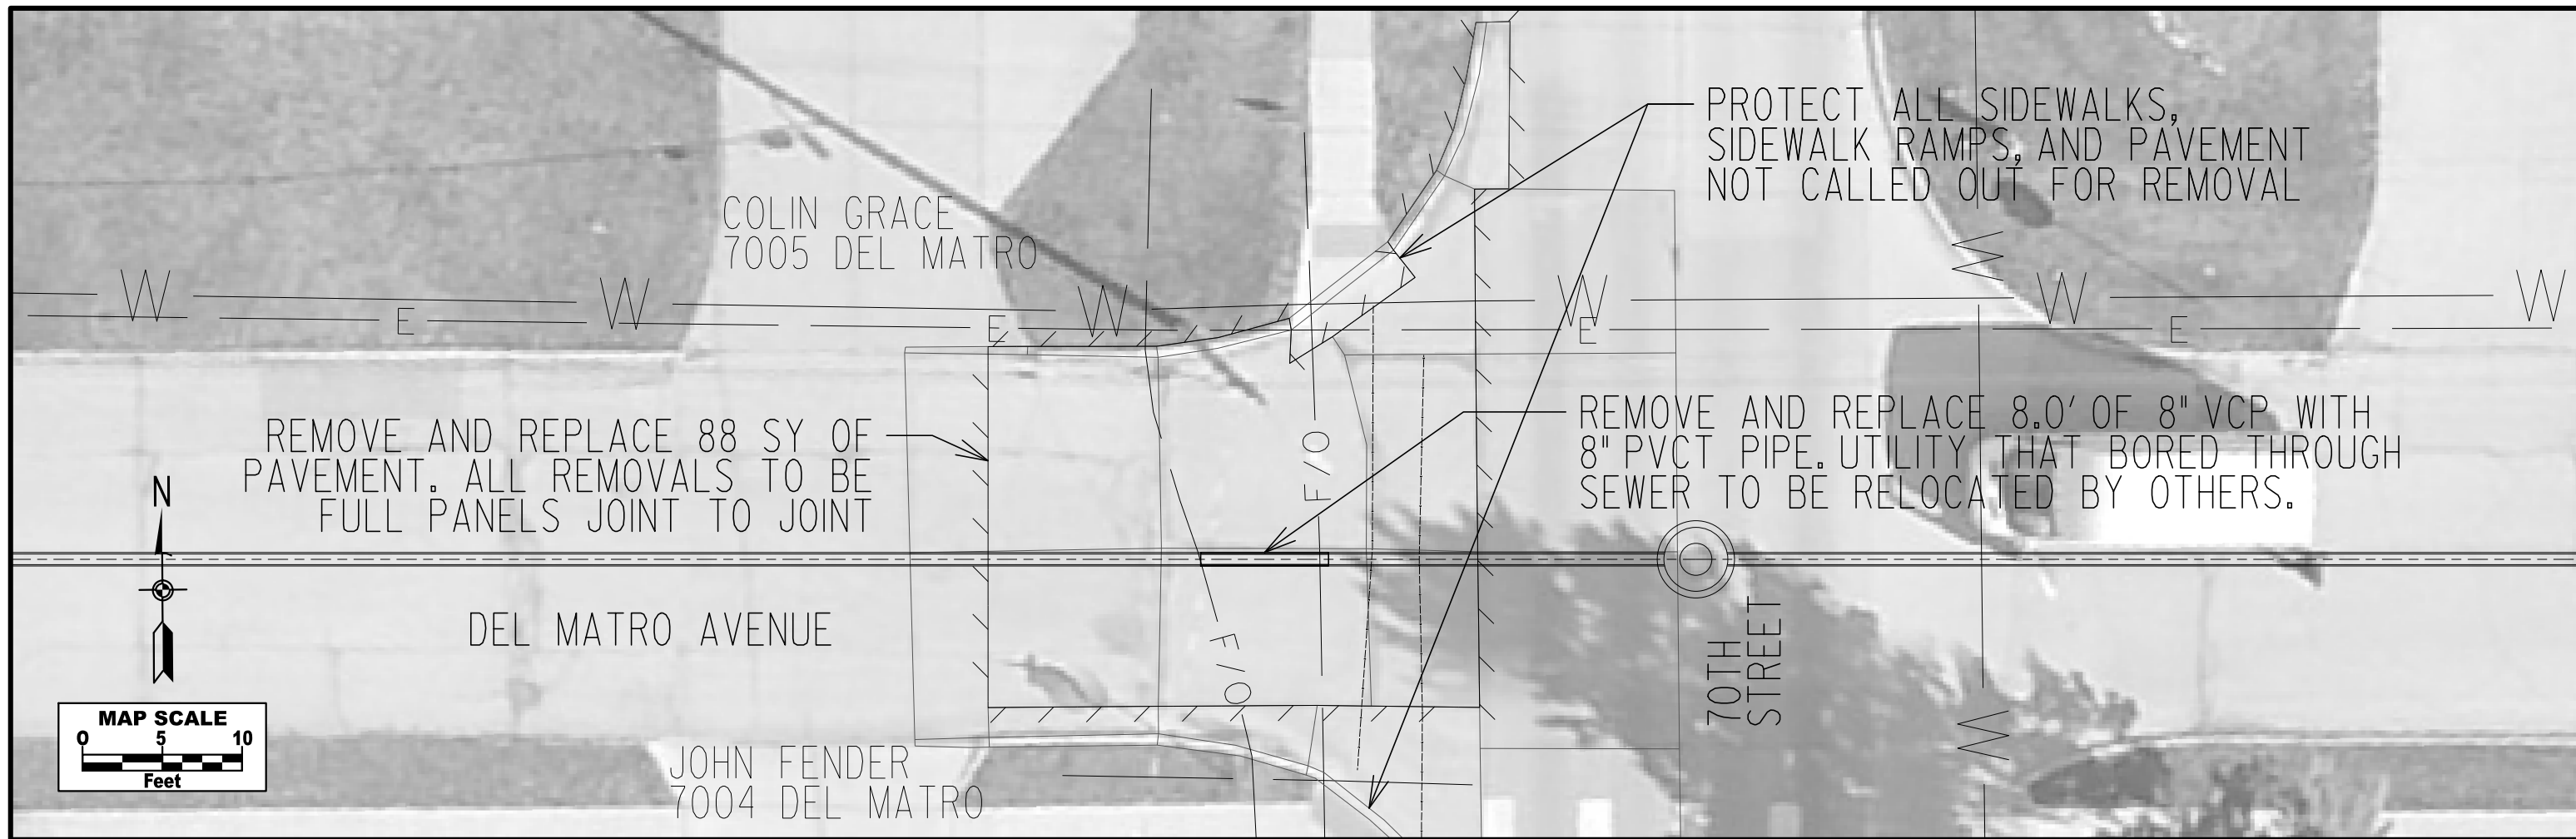 PROTECT ALL SIDEWALKS,
SIDEWALK RAMPS, AND PAVEMENT
NOT CALLED OUT FOR REMOVAL
COLIN GRACE
7005 DEL MATRO
W
W
W
W
W
W
W
E
E
E
E
REMOVE AND REPLACE 88 SY OF
PAVEMENT. ALL REMOVALS TO BE
FULL PANELS JOINT TO JOINT
F/O
REMOVE AND REPLACE 8.0' OF 8" VCP WITH
8" PVCT PIPE. UTILITY THAT BORED THROUGH
SEWER TO BE RELOCATED BY OTHERS.
N
DEL MATRO AVENUE
F/O
70TH
STREET
W
MAP SCALE
0 5 10
Feet
JOHN FENDER
7004 DEL MATRO